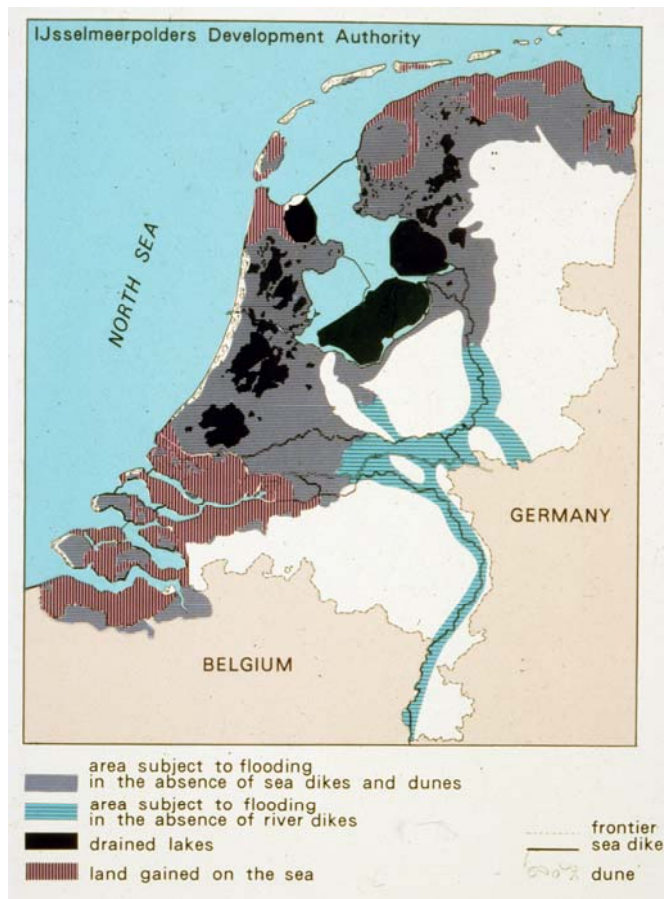 IJsselmeerpolders Development Authority
NORTH SEA
GERMANY
BELGIUM
area subject to flooding
in the absence of sea dikes and dunes
area subject to flooding
in the absence of river dikes
drained lakes
land gained on the sea
frontier
sea dike
dune